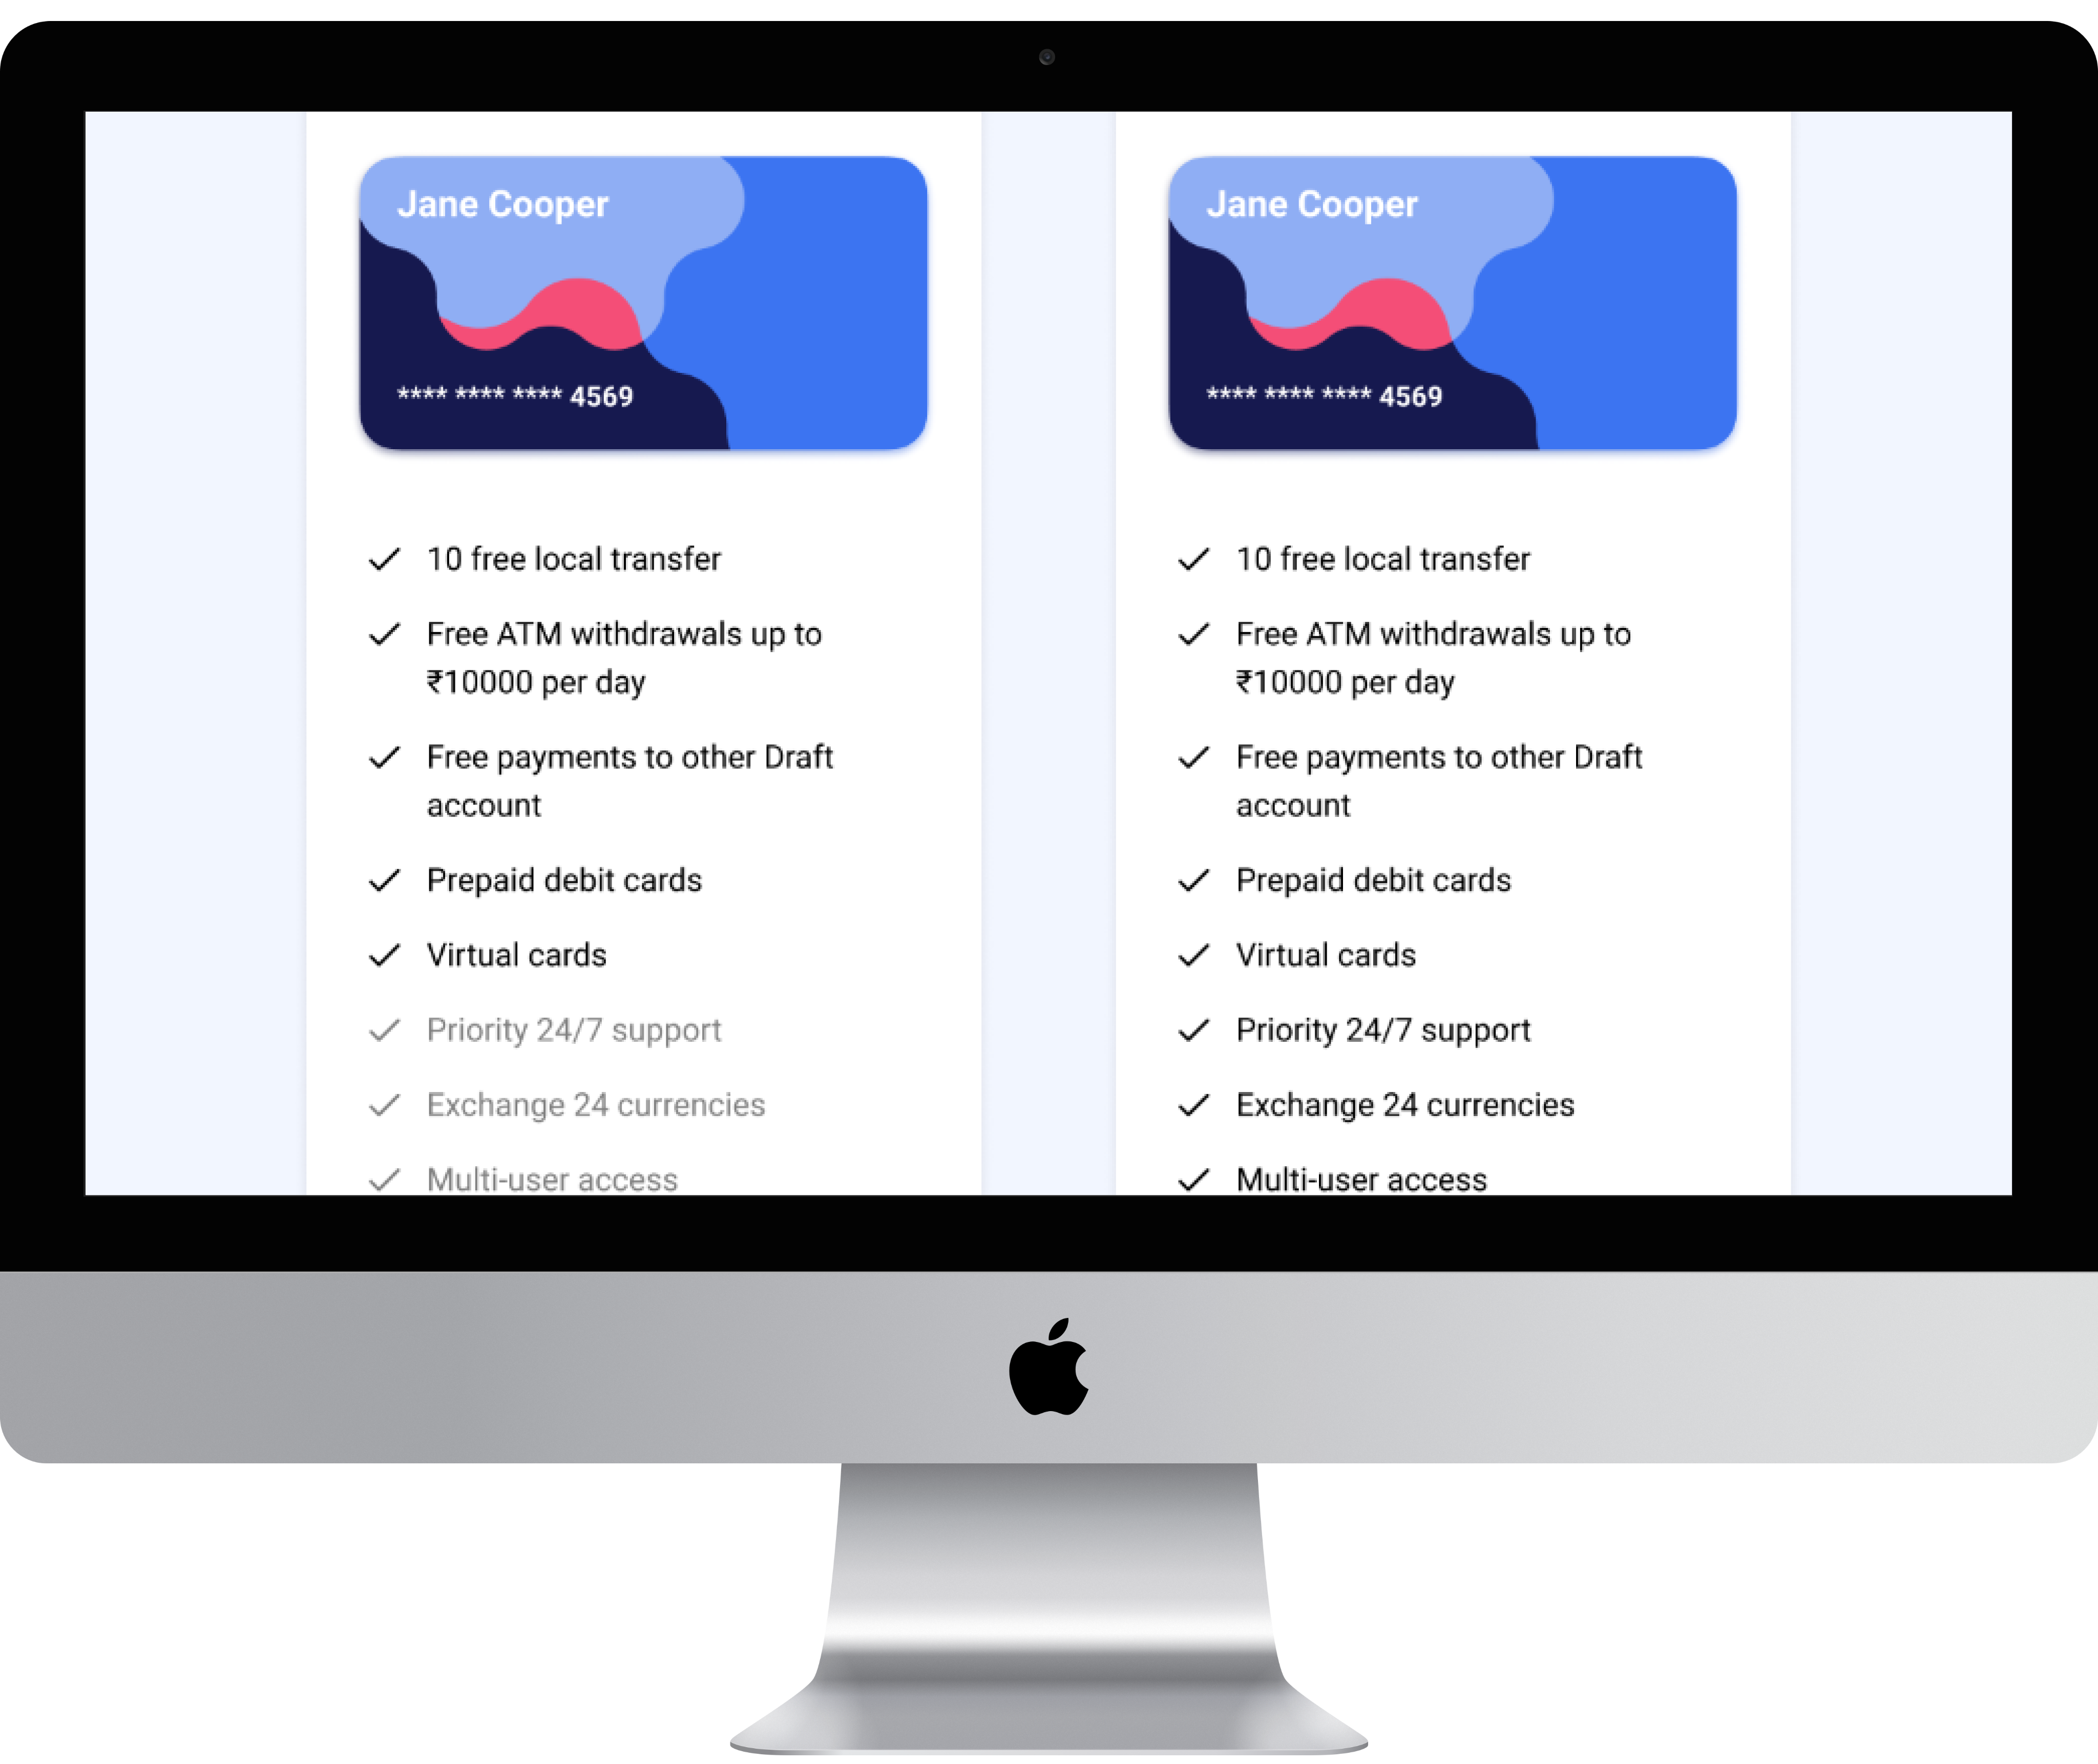 Jane Cooper
**** **** **** 4569
10 free local transfer
Free ATM withdrawals up to
₹10000 per day
Free payments to other Draft
account
Prepaid debit cards
Virtual cards
Priority 24/7 support
Exchange 24 currencies
Multi-user access
Jane Cooper
**** **** **** 4569
10 free local transfer
Free ATM withdrawals up to
₹10000 per day
Free payments to other Draft
account
Prepaid debit cards
Virtual cards
Priority 24/7 support
Exchange 24 currencies
Multi-user access